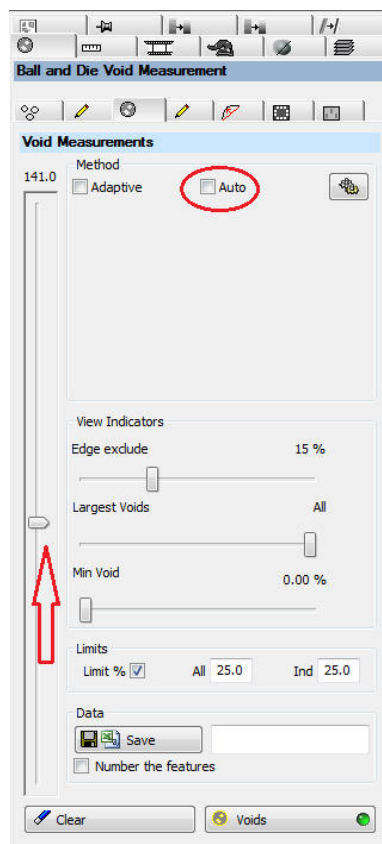 Ball and Die Void Measurement
Void Measurements
Method
141.0
Adaptive
Auto
View Indicators
Edge exclude 15 %
Largest Voids All
Min Void 0.00 %
Limits
Limit % All 25.0 Ind 25.0
Data
Save
Number the features
Clear Voids